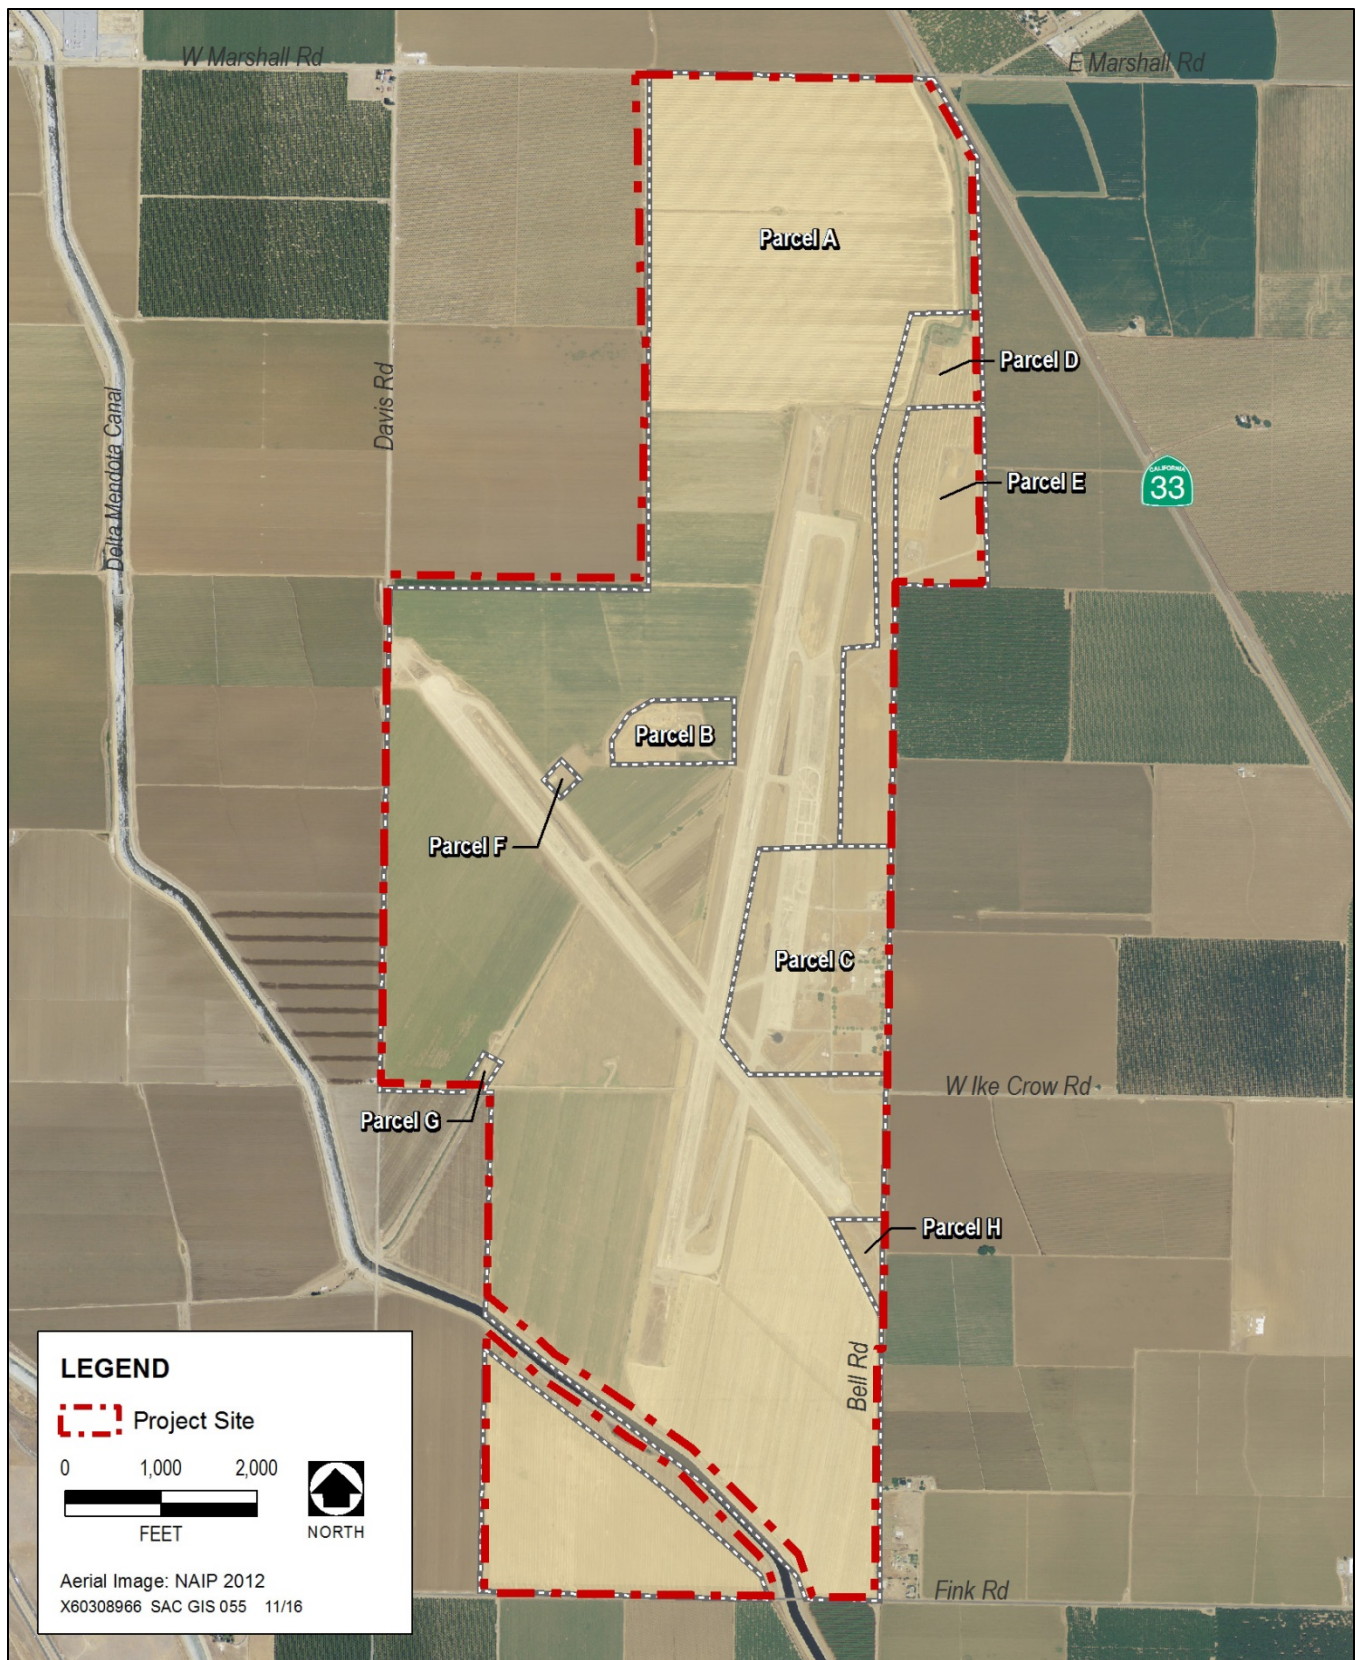 W Marshall Rd
E Marshall Rd
Parcel A
Parcel D
Davis Rd
Delta Mendota Canal
CALIFORNIA
33
Parcel E
Parcel B
Parcel F
Parcel C
W Ike Crow Rd
Parcel G
Parcel H
Bell Rd
Fink Rd
LEGEND
Project Site
0 1,000 2,000
FEET
NORTH
Aerial Image: NAIP 2012
X60308966 SAC GIS 055 11/16